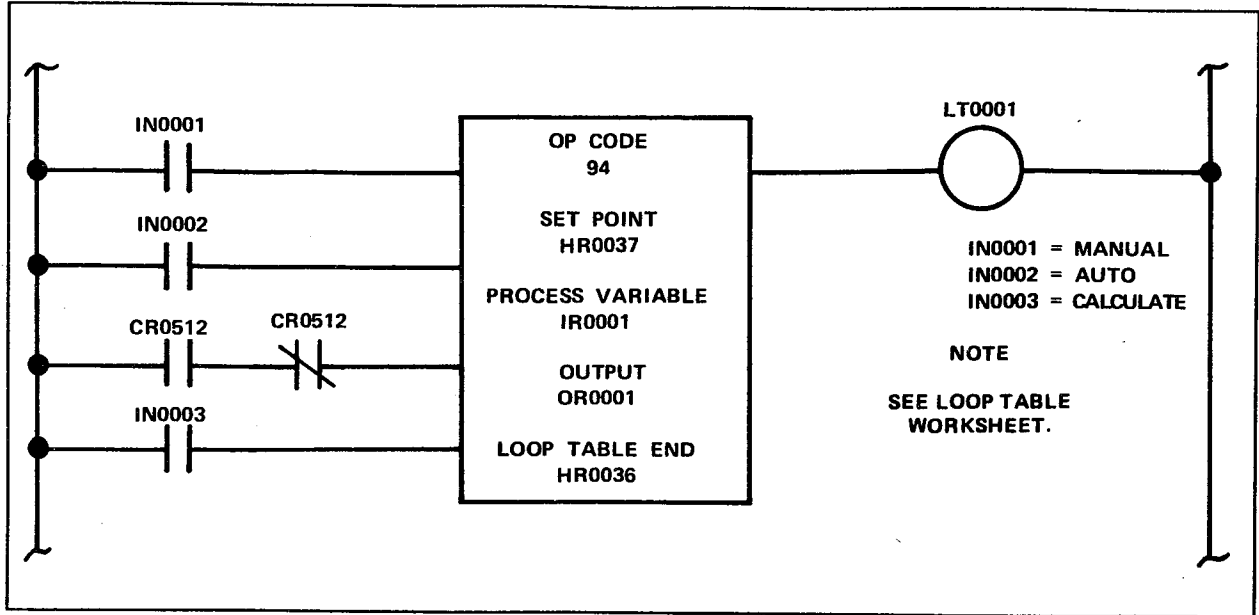 IN0001
OP CODE
94
LT0001
IN0002
SET POINT
HR0037
IN0001 = MANUAL
IN0002 = AUTO
IN0003 = CALCULATE
PROCESS VARIABLE
IR0001
CR0512
CR0512
OUTPUT
OR0001
NOTE
SEE LOOP TABLE
WORKSHEET.
IN0003
LOOP TABLE END
HR0036